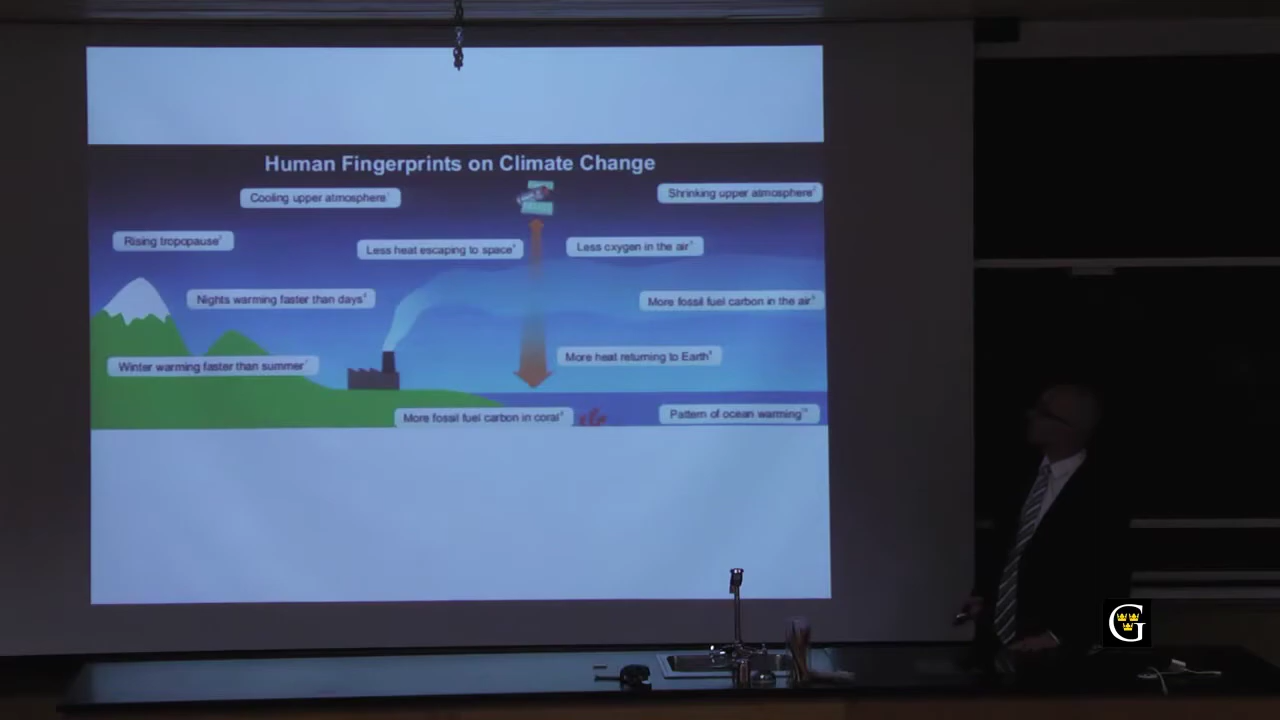 Human Fingerprints on Climate Change
Cooling upper atmosphere
Shrinking upper atmosphere
Rising tropopause
Less heat escaping to space
Less oxygen in the air
Nights warming faster than days
More fossil fuel carbon in the air
Winter warming faster than summer
More heat returning to Earth
More fossil fuel carbon in coral
Pattern of ocean warming
G